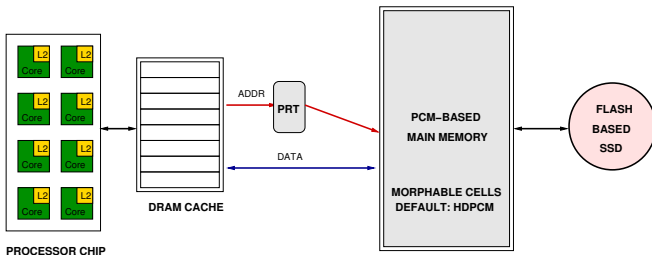 L2 L2
Core Core
L2 L2
Core Core
L2 L2
Core Core
L2 L2
Core Core
PROCESSOR CHIP
DRAM CACHE
ADDR
PRT
DATA
PCM-BASED
MAIN MEMORY
MORPHABLE CELLS
DEFAULT: HDPCM
FLASH
BASED
SSD